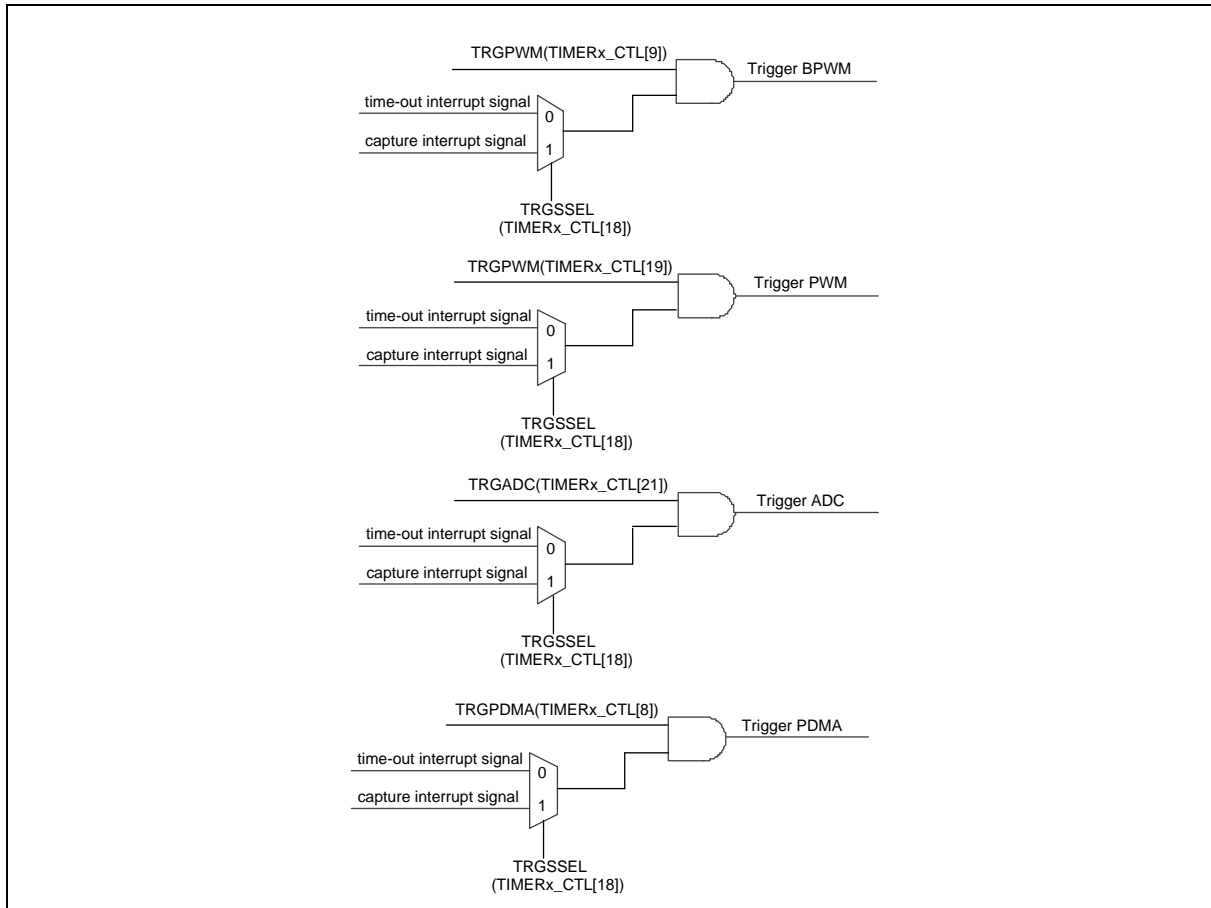 TRGPWM(TIMERx_CTL[9])
Trigger BPWM
time-out interrupt signal
0
capture interrupt signal
1
TRGSSEL
(TIMERx_CTL[18])
TRGPWM(TIMERx_CTL[19])
Trigger PWM
time-out interrupt signal
0
capture interrupt signal
1
TRGSSEL
(TIMERx_CTL[18])
TRGADC(TIMERx_CTL[21])
Trigger ADC
time-out interrupt signal
0
capture interrupt signal
1
TRGSSEL
(TIMERx_CTL[18])
TRGPDMA(TIMERx_CTL[8])
Trigger PDMA
time-out interrupt signal
0
capture interrupt signal
1
TRGSSEL
(TIMERx_CTL[18])